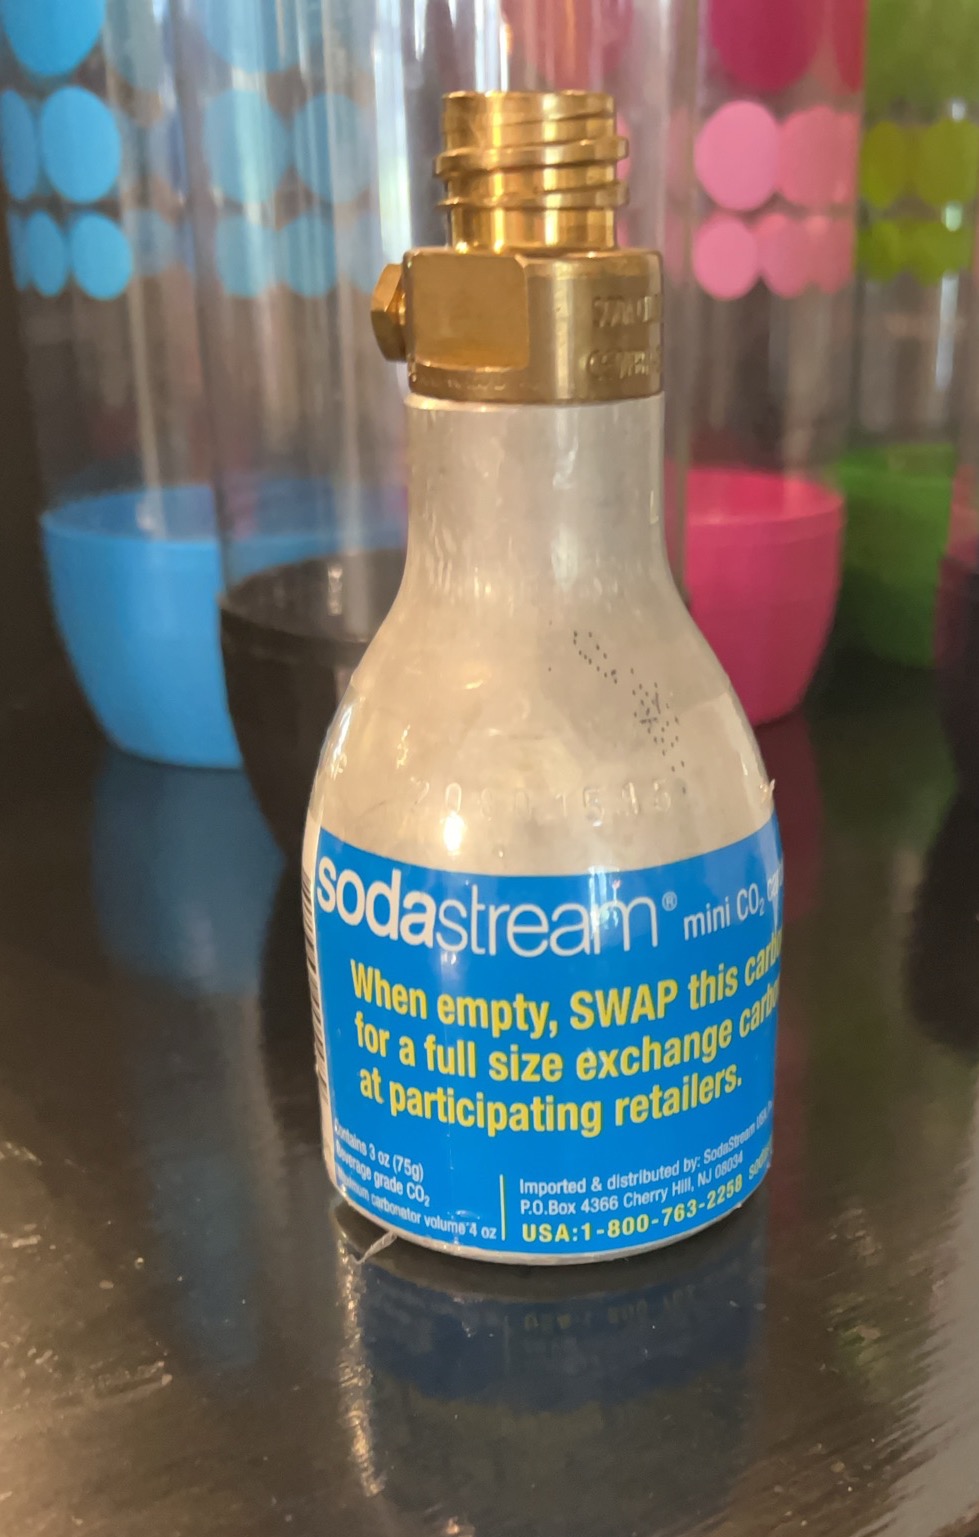 SODA
sodastream® mini CO₂
When empty, SWAP this
for a full size exchange
at participating retailers.
Contains 3 oz (75g)
Beverage grade CO₂
carbonator volume 4 oz
Imported & distributed by: SodaStream USA
P.O.Box 4366 Cherry Hill, NJ 08034
USA:1-800-763-2258